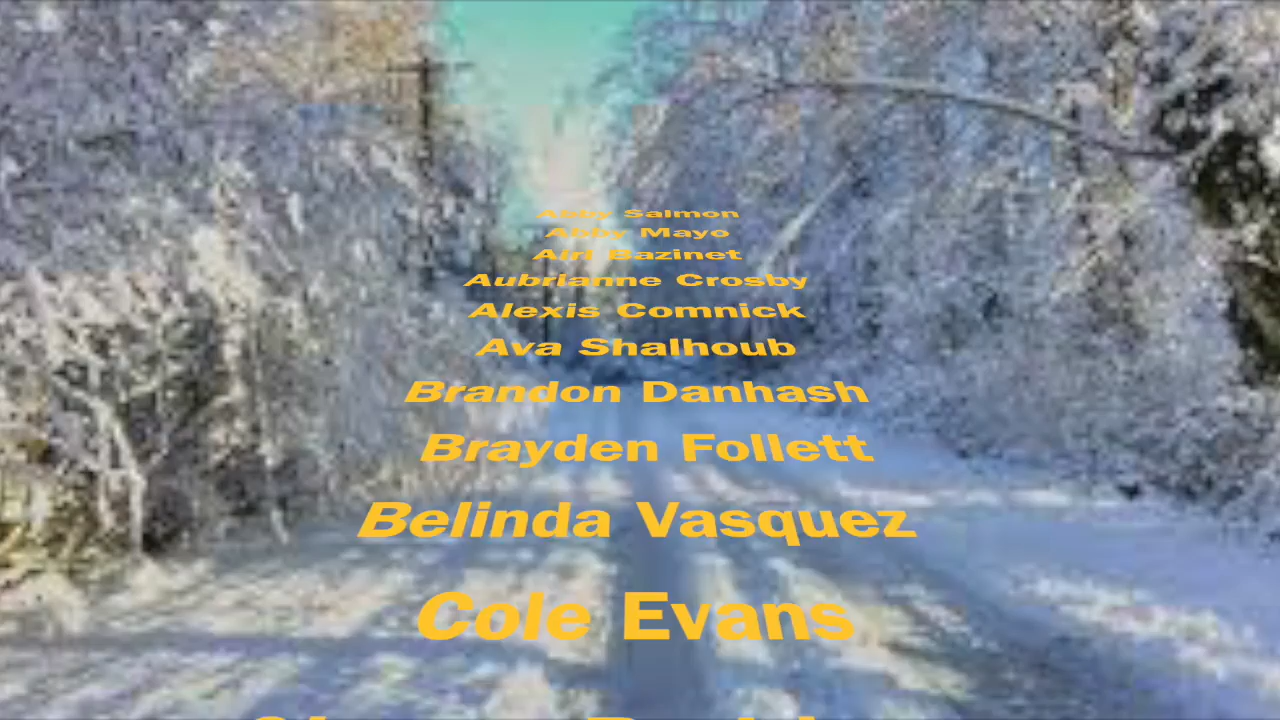 Abby Salmon
Abby Mayo
Airi Bazinet
Aubrianne Crosby
Alexis Comnick
Ava Shalhoub
Brandon Danhash
Brayden Follett
Belinda Vasquez
Cole Evans